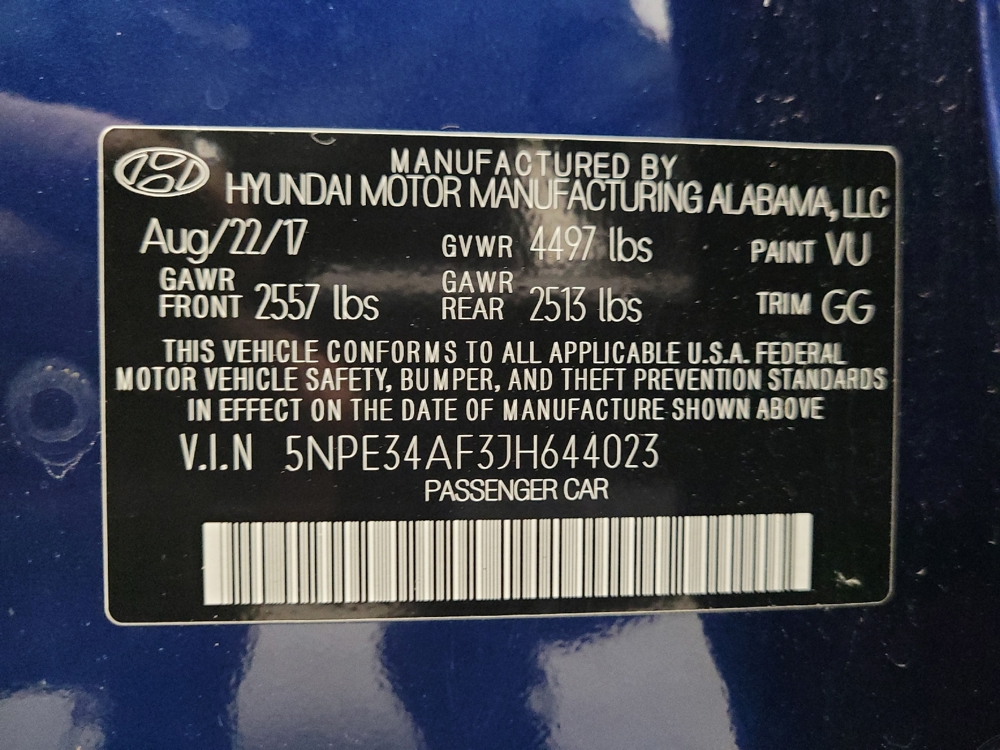 MANUFACTURED BY
HYUNDAI MOTOR MANUFACTURING ALABAMA, LLC
Aug/22/17 GVWR 4497 lbs PAINT VU
GAWR FRONT 2557 lbs GAWR REAR 2513 lbs TRIM GG
THIS VEHICLE CONFORMS TO ALL APPLICABLE U.S.A. FEDERAL
MOTOR VEHICLE SAFETY, BUMPER, AND THEFT PREVENTION STANDARDS
IN EFFECT ON THE DATE OF MANUFACTURE SHOWN ABOVE
V.I.N 5NPE34AF3JH644023
PASSENGER CAR